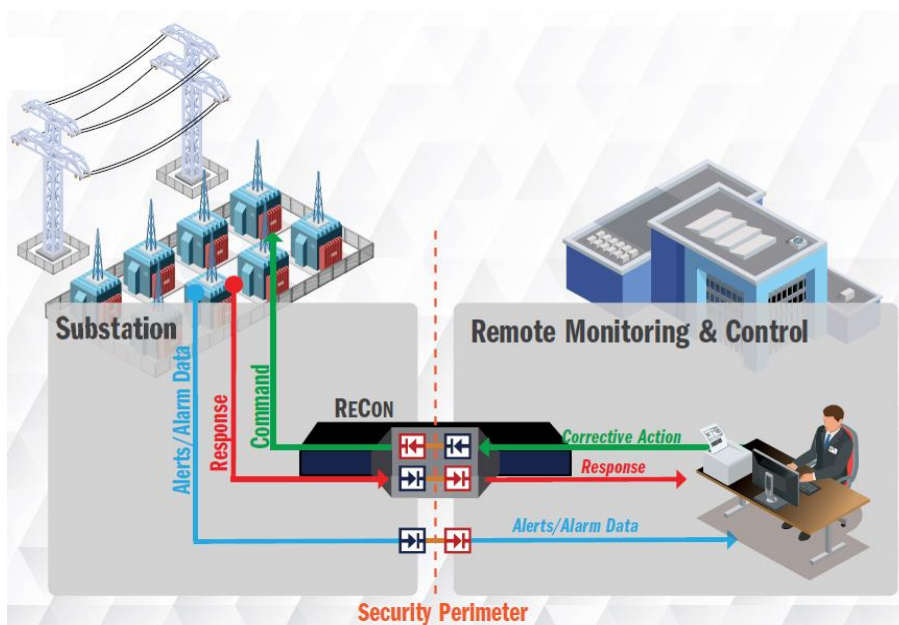 Substation
Remote Monitoring & Control
Alerts/Alarm Data
Response
Command
RECON
Corrective Action
Response
Alerts/Alarm Data
Security Perimeter